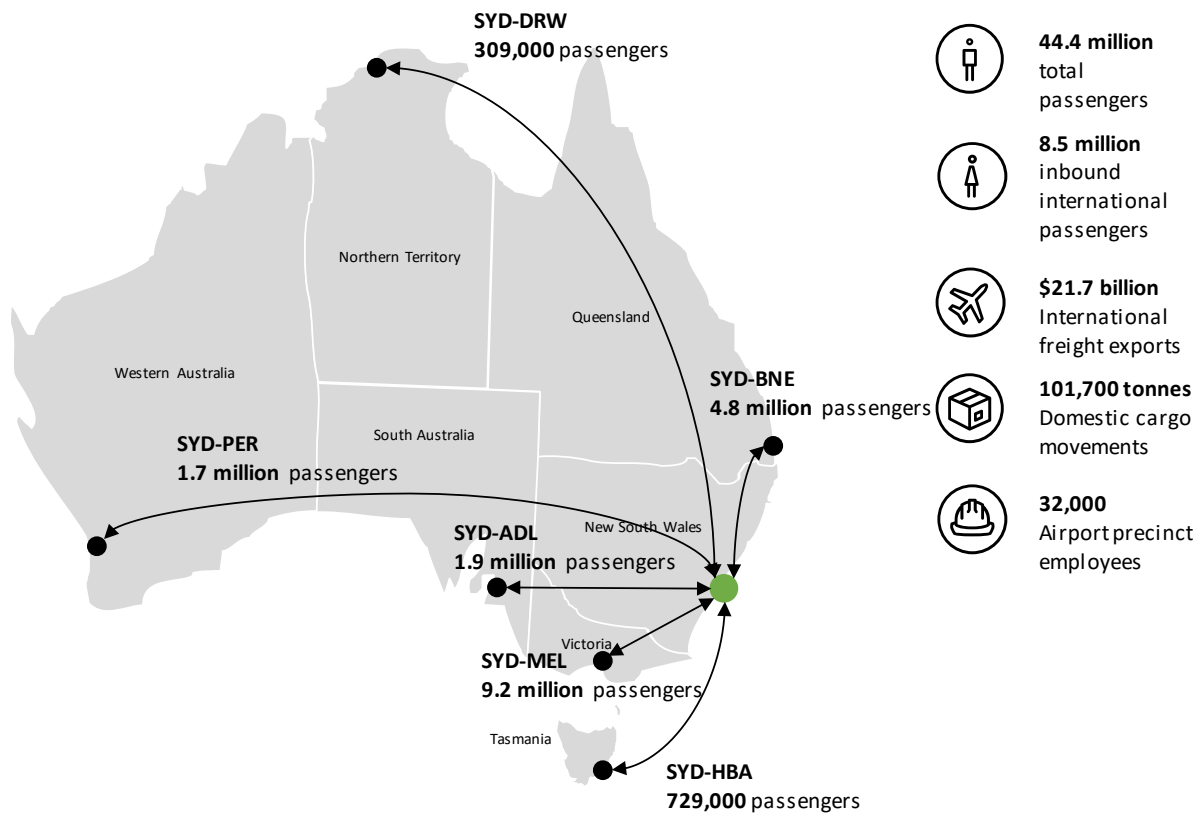 SYD-DRW
309,000 passengers
Northern Territory
Queensland
Western Australia
SYD-BNE
4.8 million passengers
South Australia
SYD-PER
1.7 million passengers
New South Wales
SYD-ADL
1.9 million passengers
Victoria
SYD-MEL
9.2 million passengers
Tasmania
SYD-HBA
729,000 passengers
44.4 million
total
passengers
8.5 million
inbound
international
passengers
$21.7 billion
International
freight exports
101,700 tonnes
Domestic cargo
movements
32,000
Airport precinct
employees